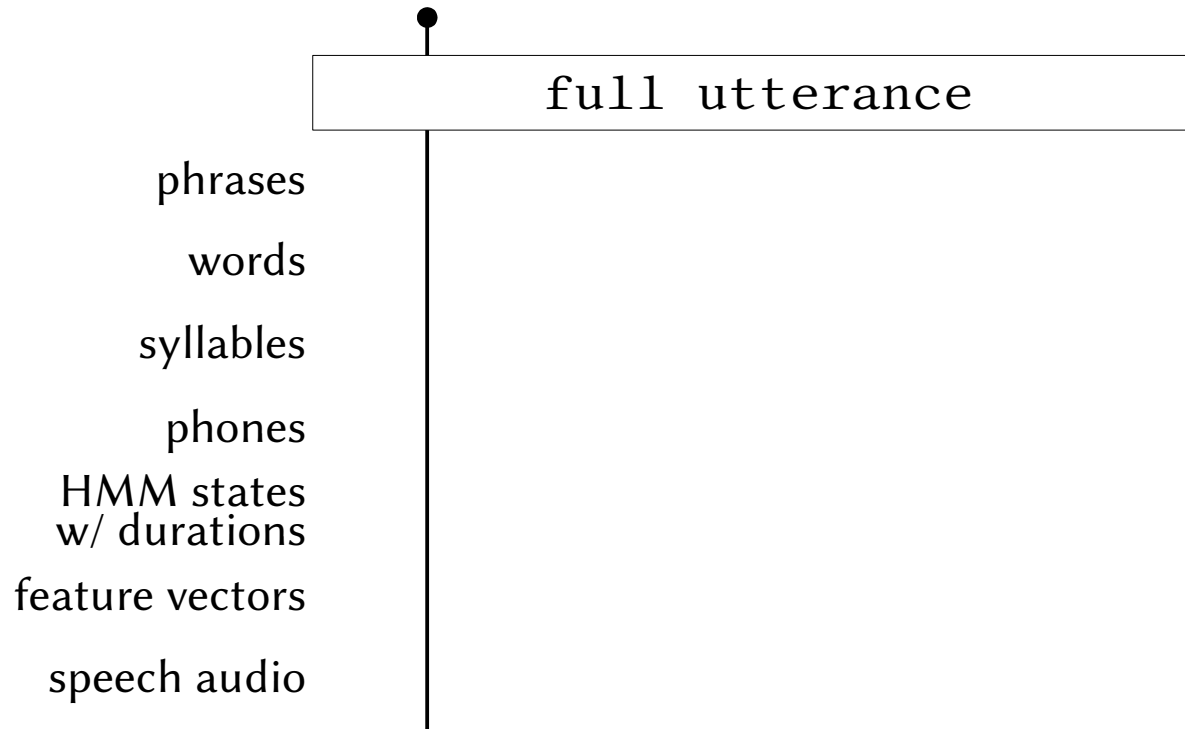 full utterance
phrases
words
syllables
phones
HMM states
w/ durations
feature vectors
speech audio